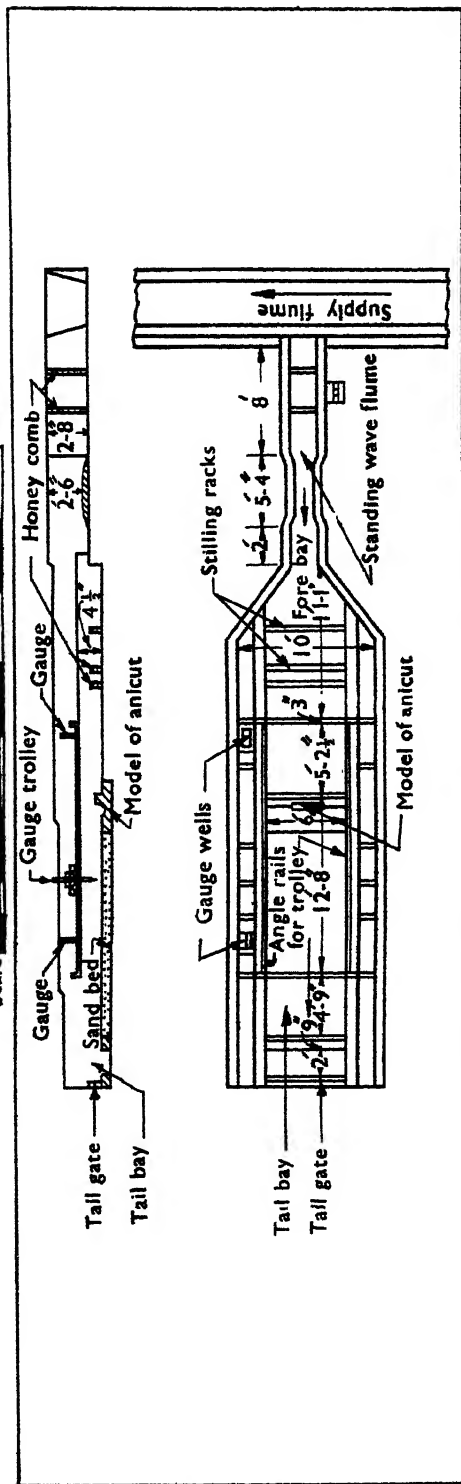 Gauge trolley
Gauge
Gauge
Honey comb
Sand bed
4½"
2'-6"
2'-8"
Tail gate
Tail bay
Model of anicut
Gauge wells
Stilling racks
Supply flume
Angle rails
for trolley
Fore bay
Tail bay
Tail gate
10'
3"
6'
11'-1"
5'-2½"
12'-8"
4'-9"
9"
2'
2'
5'-4"
8'
Model of anicut
Standing wave flume